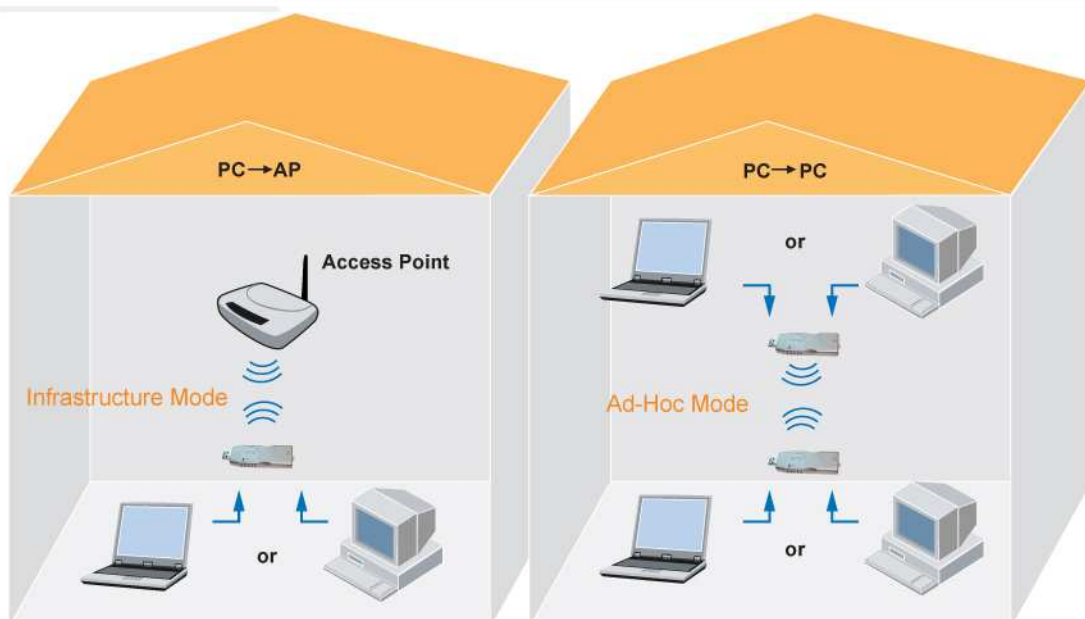 PC→AP
Access Point
Infrastructure Mode
or
PC→PC
or
Ad-Hoc Mode
or